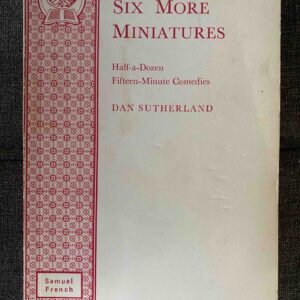 SIX MORE
MINIATURES
Half-a-Dozen
Fifteen-Minute Comedies
DAN SUTHERLAND
Samuel
French